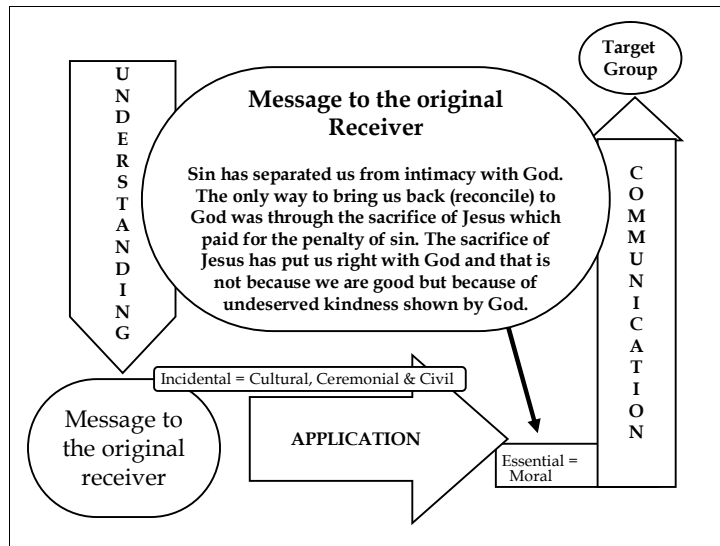 UNDERSTANDING
Message to the original
Receiver
Sin has separated us from intimacy with God.
The only way to bring us back (reconcile) to
God was through the sacrifice of Jesus which
paid for the penalty of sin. The sacrifice of
Jesus has put us right with God and that is
not because we are good but because of
undeserved kindness shown by God.
Target
Group
COMMUNICATION
Incidental = Cultural, Ceremonial & Civil
Message to
the original
receiver
APPLICATION
Essential =
Moral